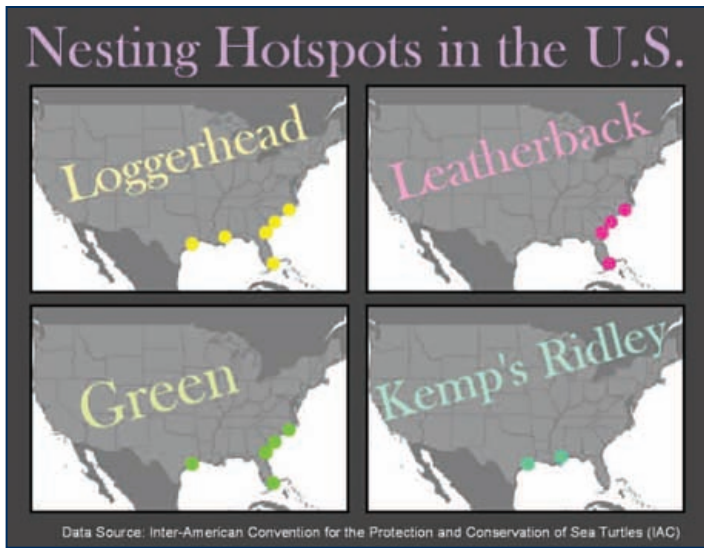 Nesting Hotspots in the U.S.
Loggerhead
Leatherback
Green
Kemp's Ridley
Data Source: Inter-American Convention for the Protection and Conservation of Sea Turtles (IAC)